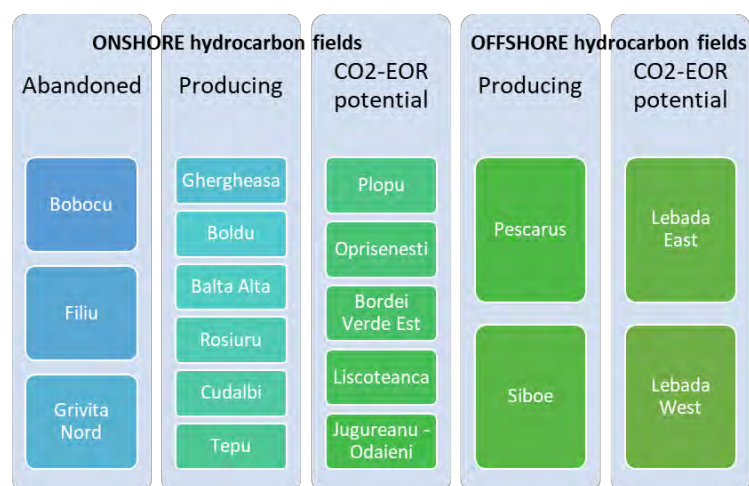 ONSHORE hydrocarbon fields
OFFSHORE hydrocarbon fields
Abandoned
Producing
CO2-EOR
potential
Producing
CO2-EOR
potential
Bobocu
Filiu
Grivita
Nord
Ghergheasa
Boldu
Balta Alta
Rosiuru
Cudalbi
Tepu
Plopu
Oprisenesti
Bordei
Verde Est
Liscoteanca
Jugureanu -
Odaieni
Pescarus
Siboe
Lebada
East
Lebada
West